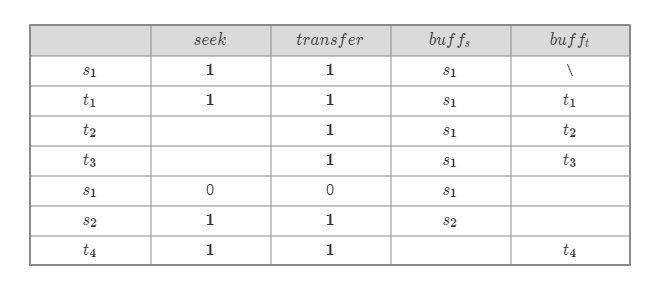 seek transfer buff_s buff_t
s_1 1 1 s_1 \
t_1 1 1 s_1 t_1
t_2 1 s_1 t_2
t_3 1 s_1 t_3
s_1 0 0 s_1
s_2 1 1 s_2
t_4 1 1 t_4